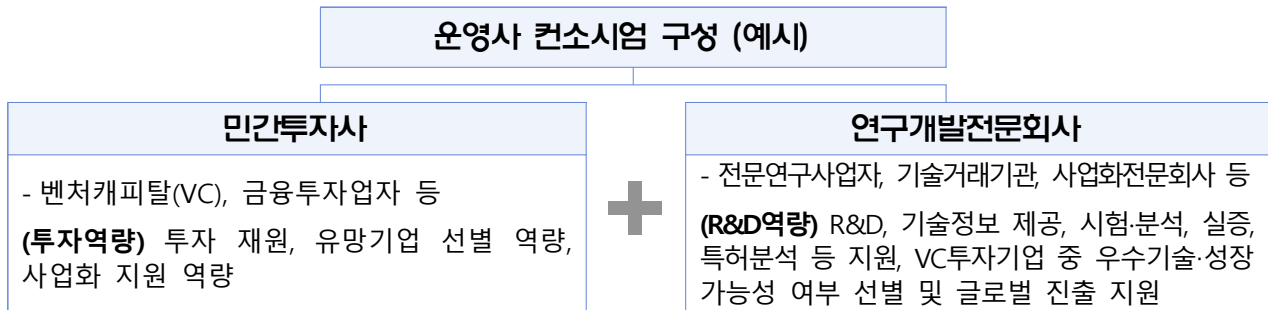 운영사 컨소시엄 구성 (예시)
민간투자사
- 벤처캐피탈(VC), 금융투자업자 등
(투자역량) 투자 재원, 유망기업 선별 역량,
사업화 지원 역량
연구개발전문회사
- 전문연구사업자, 기술거래기관, 사업화전문회사 등
(R&D역량) R&D, 기술정보 제공, 시험·분석, 실증,
특허분석 등 지원, VC투자기업 중 우수기술·성장
가능성 여부 선별 및 글로벌 진출 지원